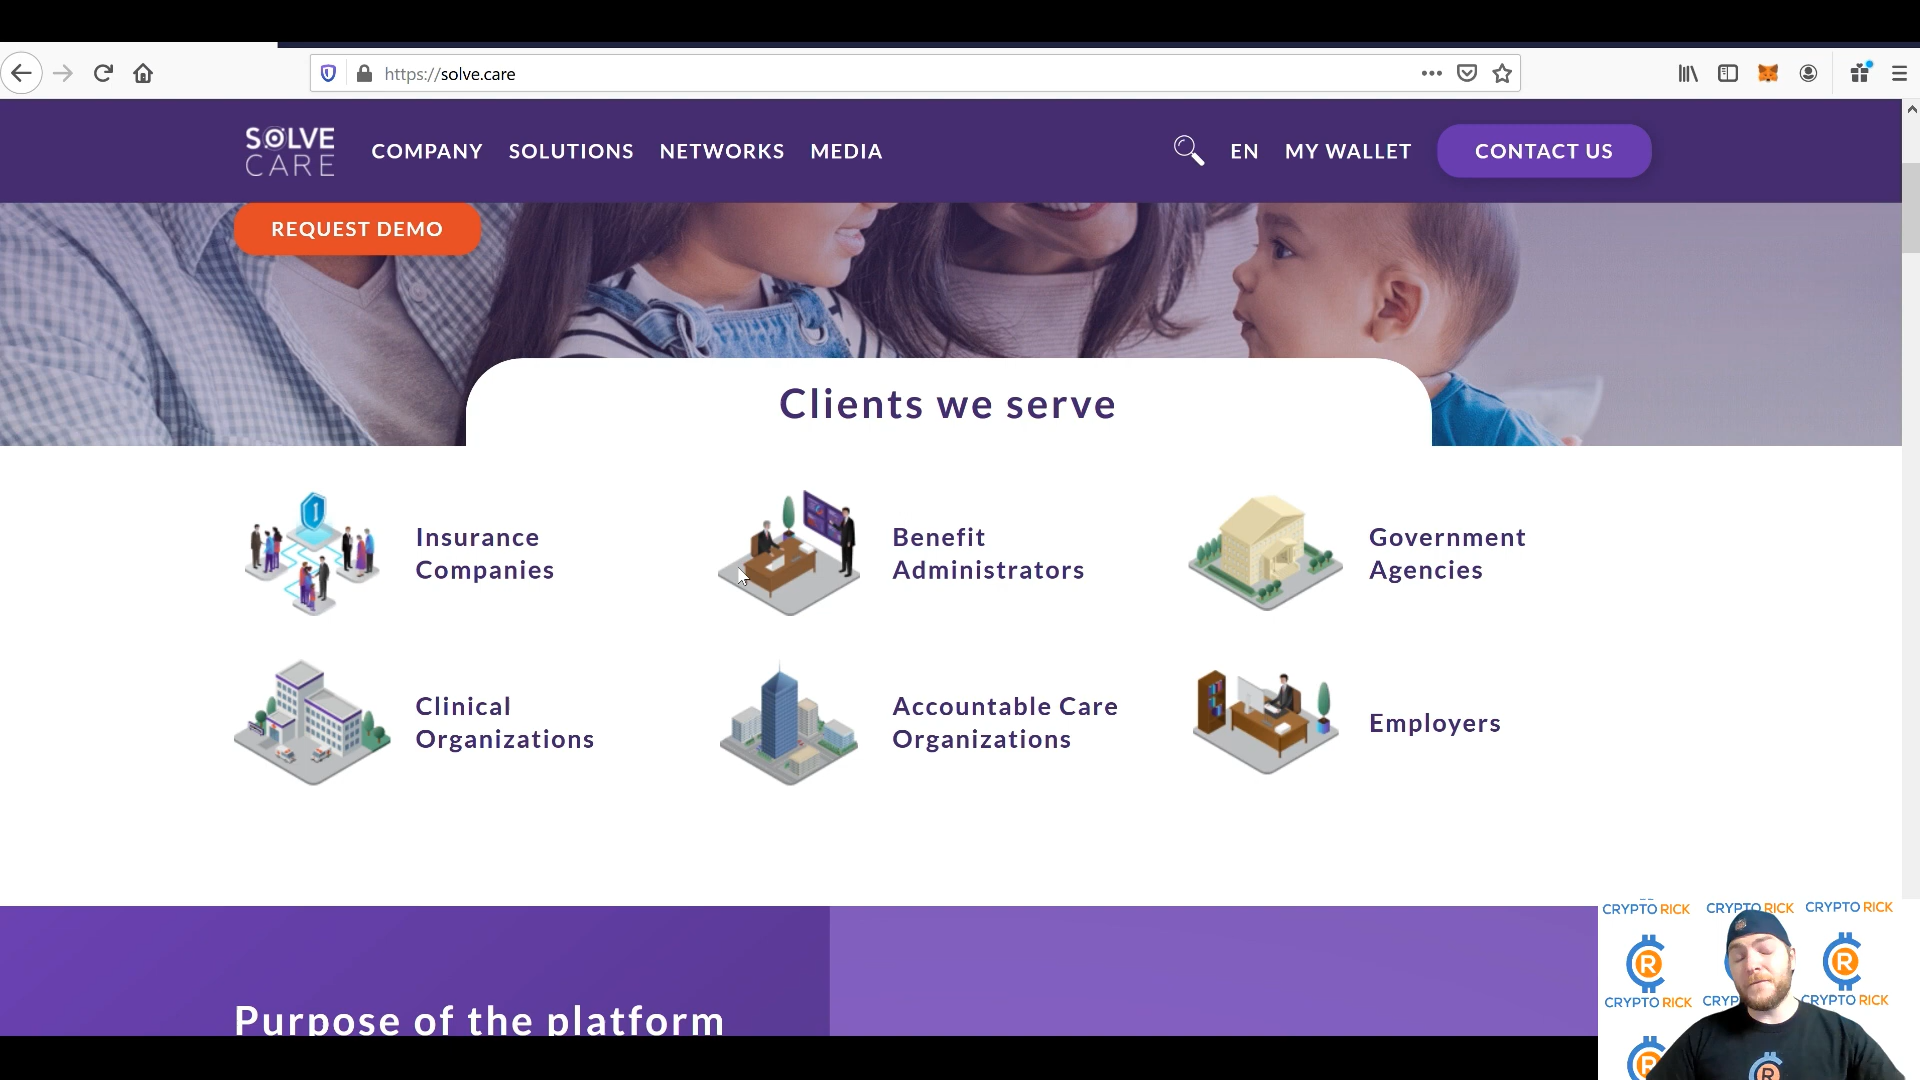 https://solve.care
SOLVE
CARE
COMPANY
SOLUTIONS
NETWORKS
MEDIA
EN
MY WALLET
CONTACT US
REQUEST DEMO
Clients we serve
Insurance
Companies
Benefit
Administrators
Government
Agencies
Clinical
Organizations
Accountable Care
Organizations
Employers
Purpose of the platform
CRYPTO RICK
CRYPTO RICK
CRYPTO RICK
R
R
CRYPTO RICK
CRYP
CRYPTO RICK
R
R